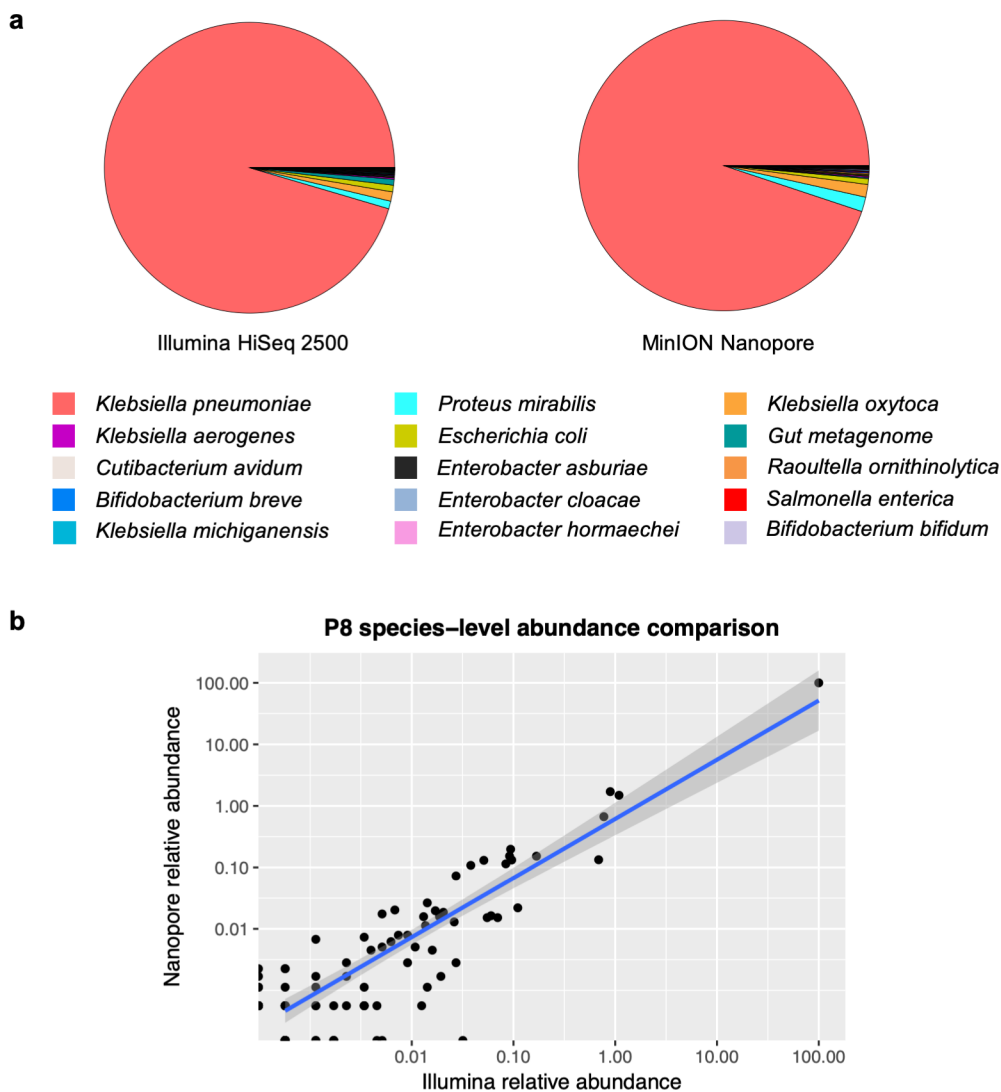 a
Illumina HiSeq 2500 MinION Nanopore
Klebsiella pneumoniae Proteus mirabilis Klebsiella oxytoca
Klebsiella aerogenes Escherichia coli Gut metagenome
Cutibacterium avidum Enterobacter asburiae Raoultella ornithinolytica
Bifidobacterium breve Enterobacter cloacae Salmonella enterica
Klebsiella michiganensis Enterobacter hormaechei Bifidobacterium bifidum
b
P8 species–level abundance comparison
Nanopore relative abundance
100.00
10.00
1.00
0.10
0.01
0.01 0.10 1.00 10.00 100.00
Illumina relative abundance